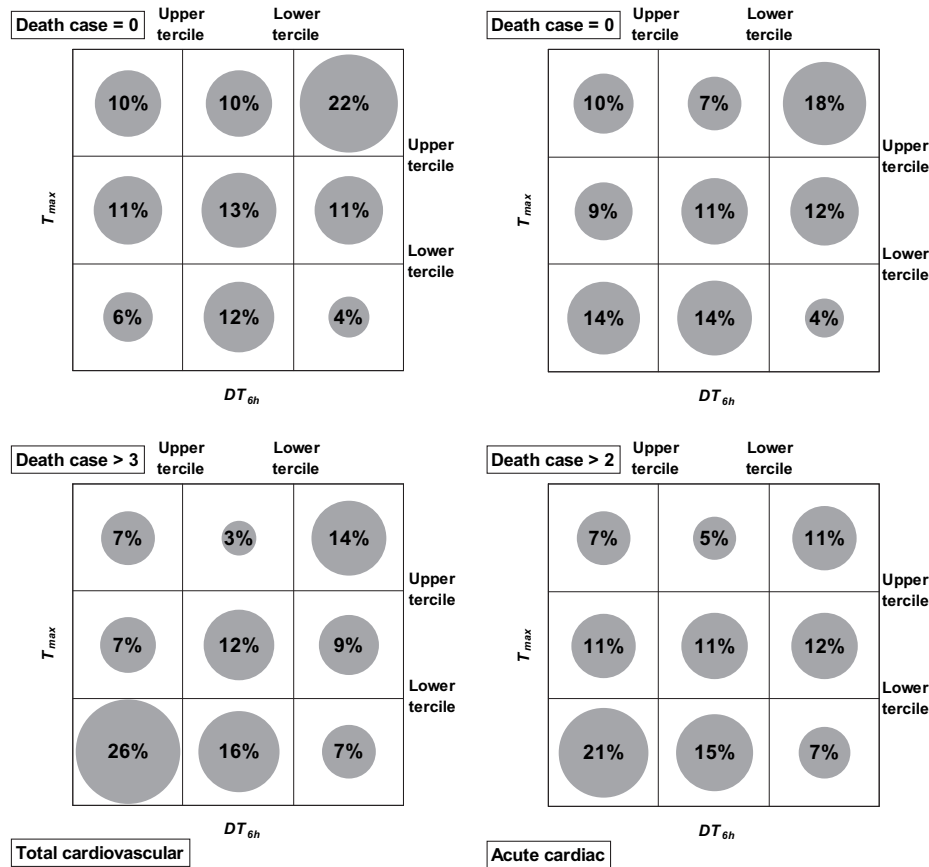 Death case = 0
Upper tercile
Lower tercile
10%
10%
22%
Upper tercile
T max
11%
13%
11%
Lower tercile
6%
12%
4%
DT 6h
Death case = 0
Upper tercile
Lower tercile
10%
7%
18%
Upper tercile
T max
9%
11%
12%
Lower tercile
14%
14%
4%
DT 6h
Death case > 3
Upper tercile
Lower tercile
7%
3%
14%
Upper tercile
T max
7%
12%
9%
Lower tercile
26%
16%
7%
DT 6h
Total cardiovascular
Death case > 2
Upper tercile
Lower tercile
7%
5%
11%
Upper tercile
T max
11%
11%
12%
Lower tercile
21%
15%
7%
DT 6h
Acute cardiac